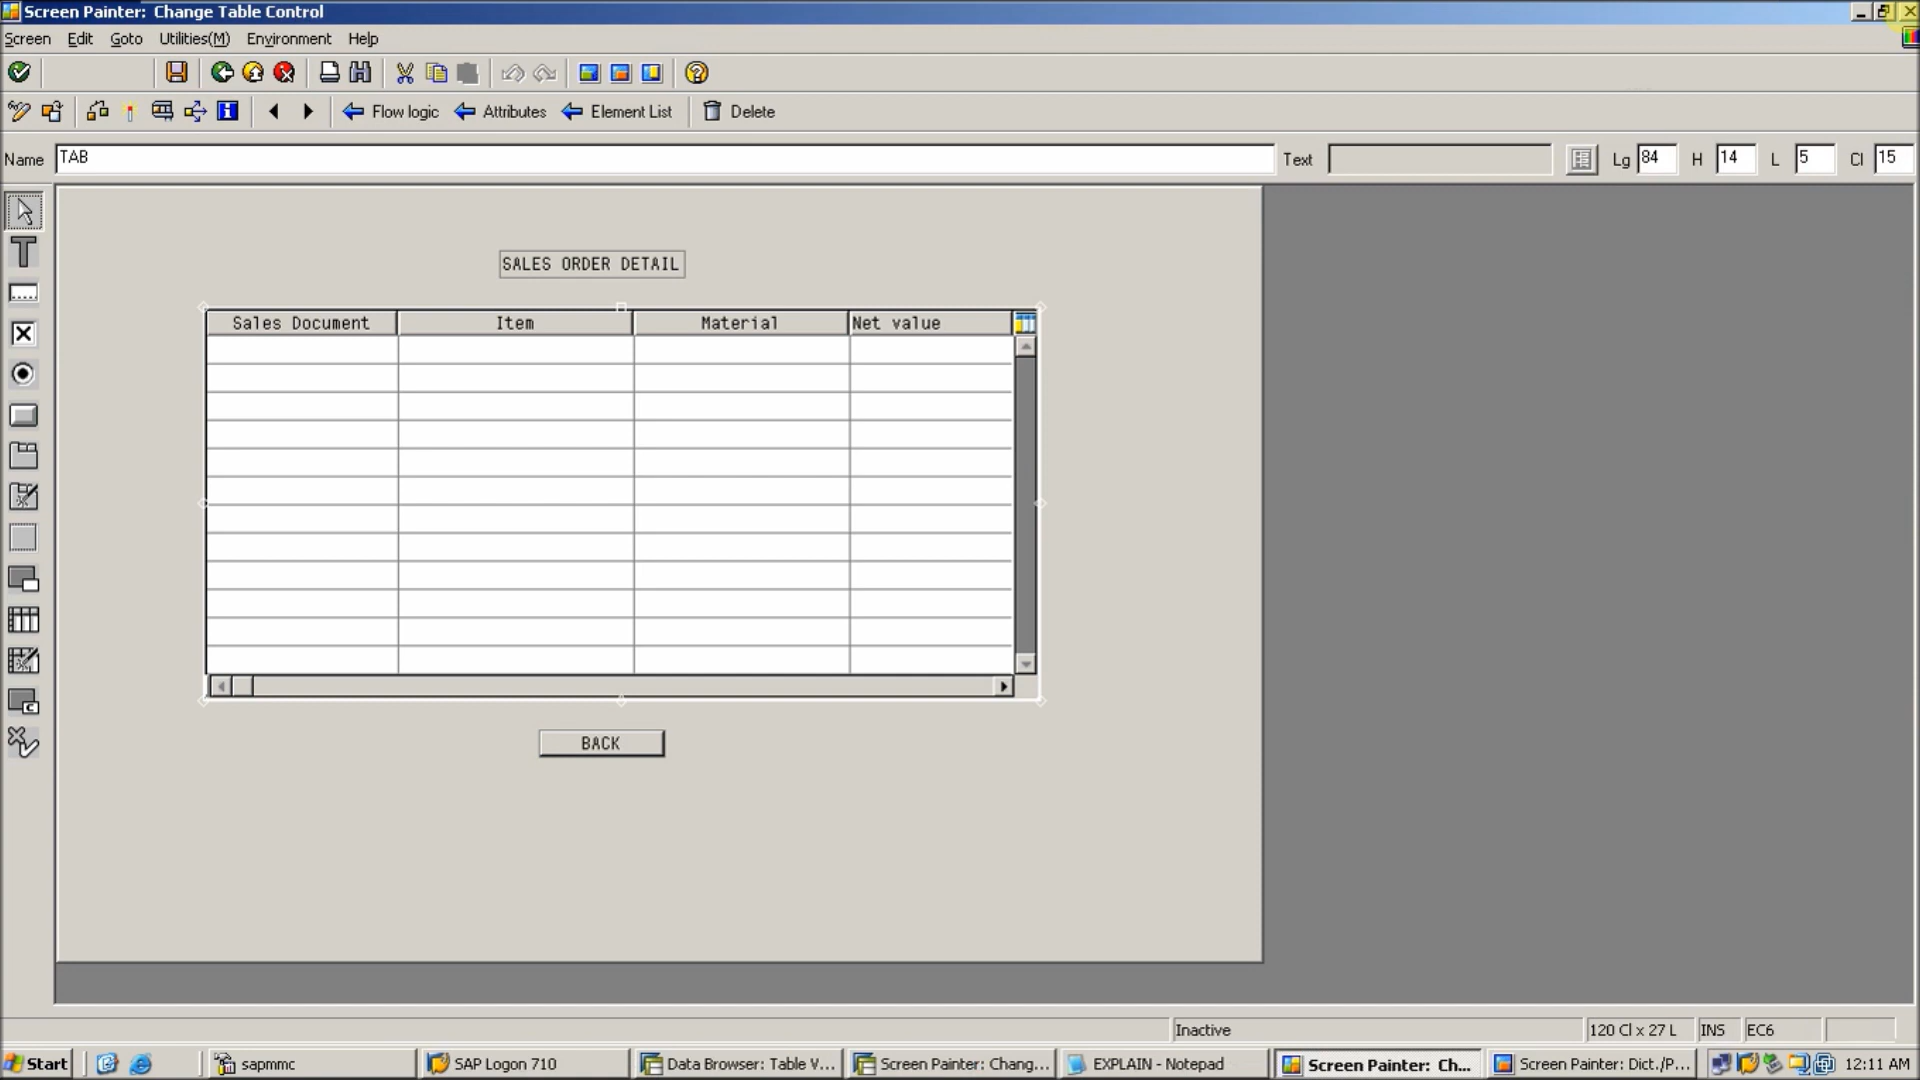 Screen Painter: Change Table Control
Screen Edit Goto Utilities(M) Environment Help
Flow logic Attributes Element List Delete
Name TAB Text Lg 84 H 14 L 5 Cl 15
SALES ORDER DETAIL
Sales Document Item Material Net value
BACK
Inactive 120 Cl x 27 L INS EC6
Start sapmmc SAP Logon 710 Data Browser: Table V... Screen Painter: Chang... EXPLAIN - Notepad Screen Painter: Ch... Screen Painter: Dict./P... 12:11 AM